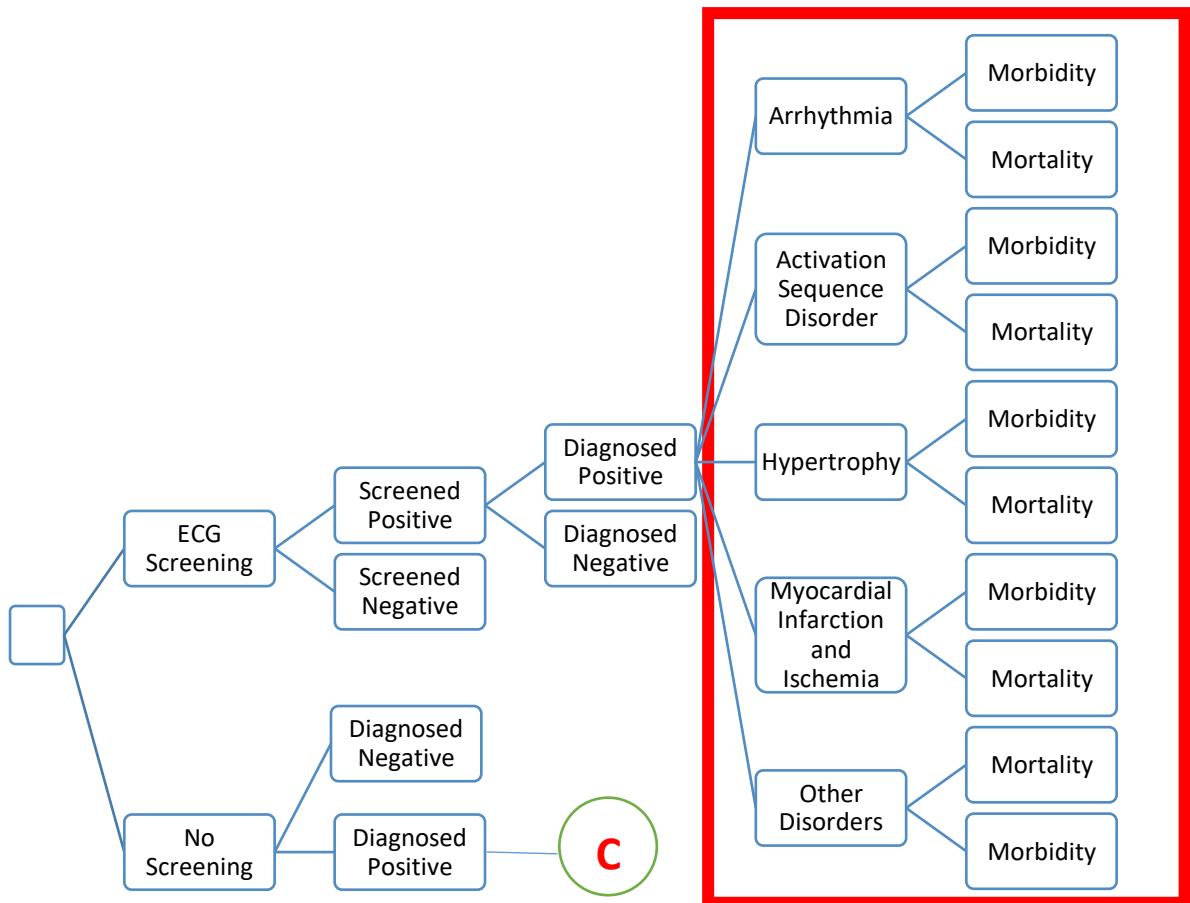 ECG
Screening
No
Screening
Screened
Positive
Screened
Negative
Diagnosed
Negative
Diagnosed
Positive
Diagnosed
Positive
Diagnosed
Negative
C
Arrhythmia
Activation
Sequence
Disorder
Hypertrophy
Myocardial
Infarction
and
Ischemia
Other
Disorders
Morbidity
Mortality
Morbidity
Mortality
Morbidity
Mortality
Morbidity
Mortality
Mortality
Morbidity